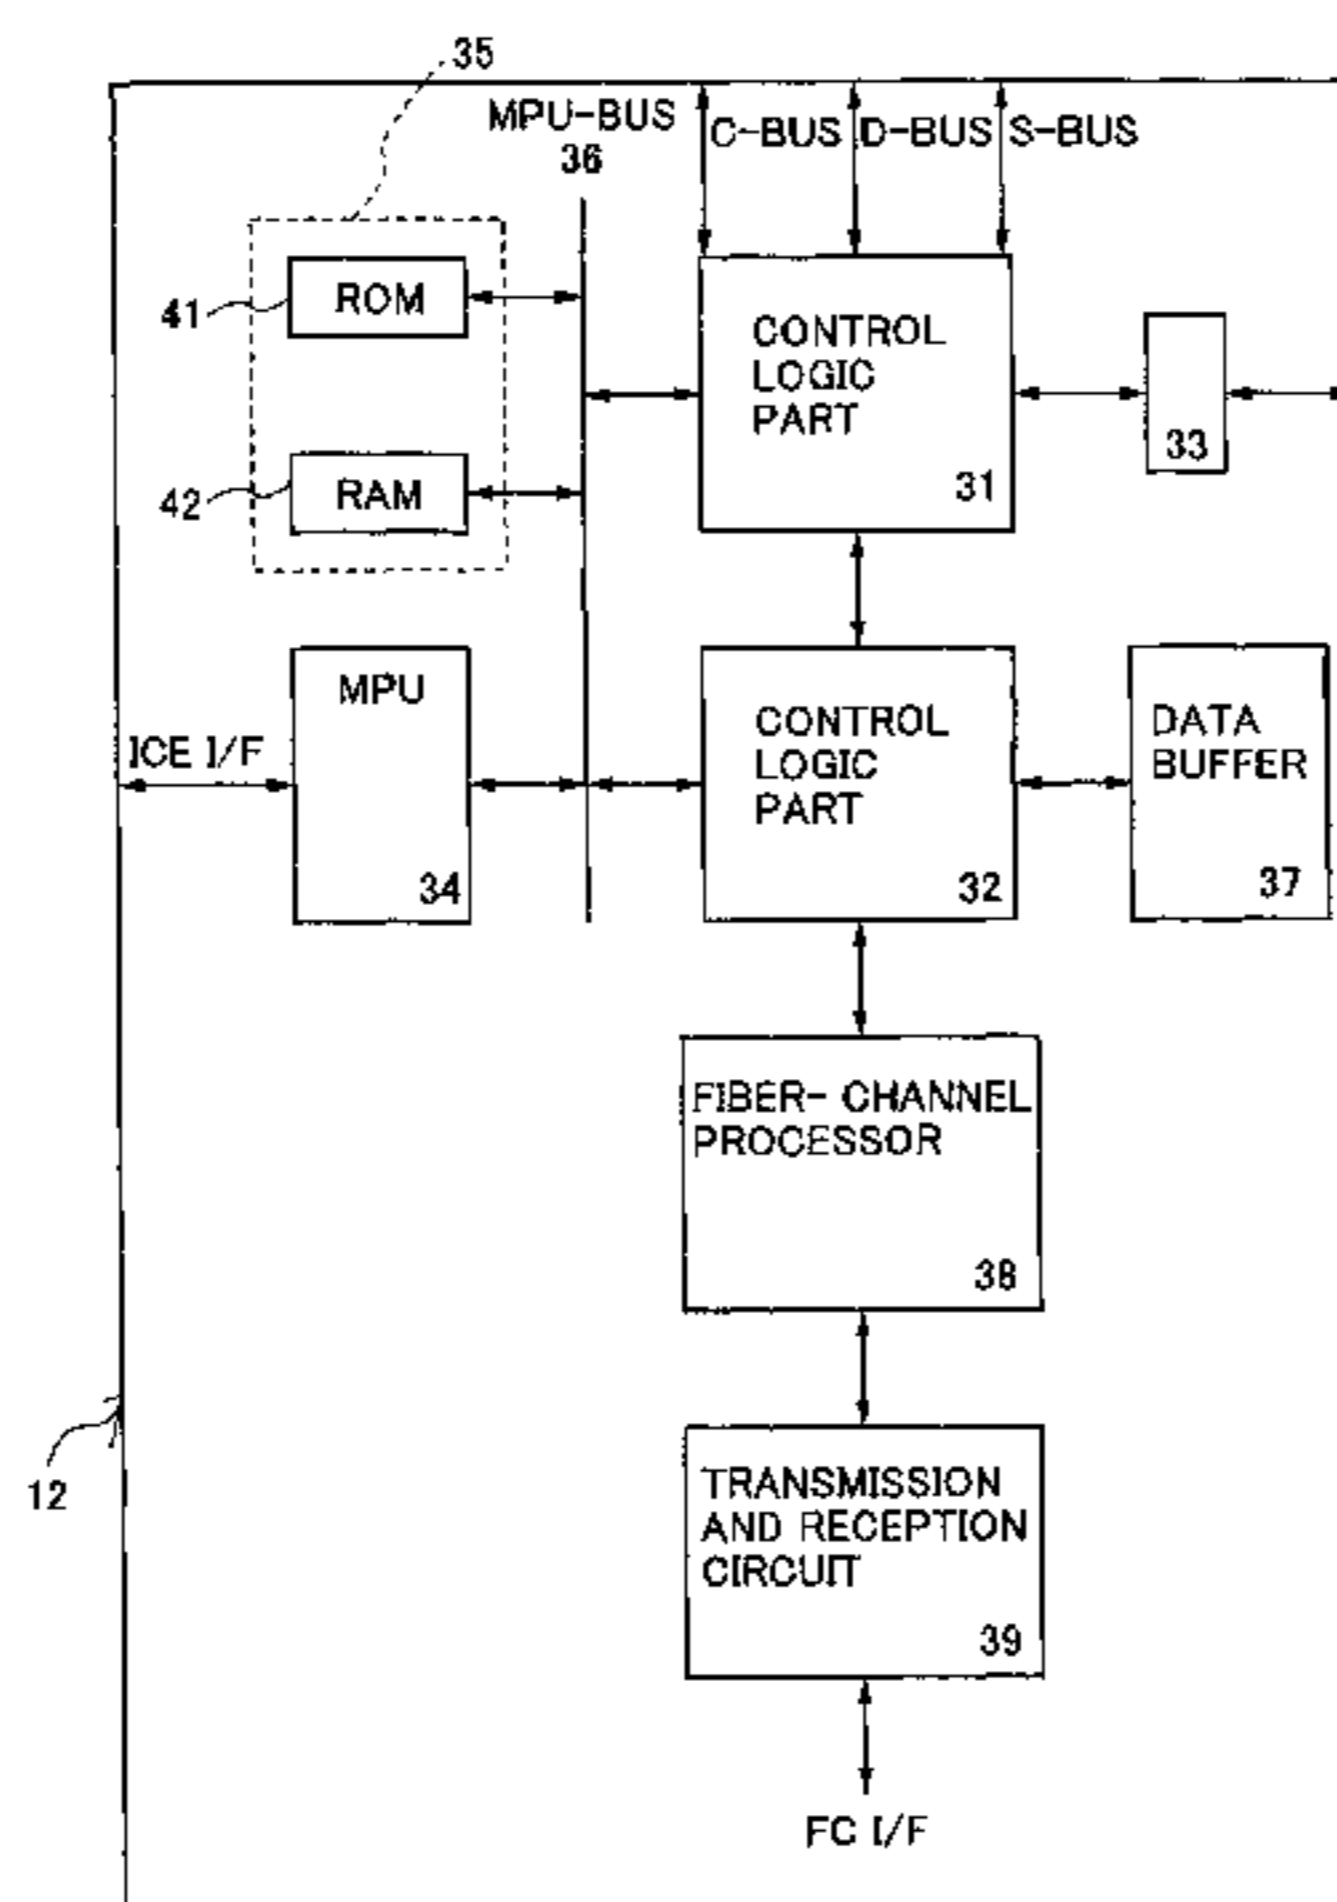 35
MPU-BUS
36
C-BUS
D-BUS
S-BUS
41
ROM
CONTROL
LOGIC
PART
31
33
42
RAM
MPU
34
ICE I/F
CONTROL
LOGIC
PART
32
DATA
BUFFER
37
FIBER- CHANNEL
PROCESSOR
38
12
TRANSMISSION
AND RECEPTION
CIRCUIT
39
FC I/F